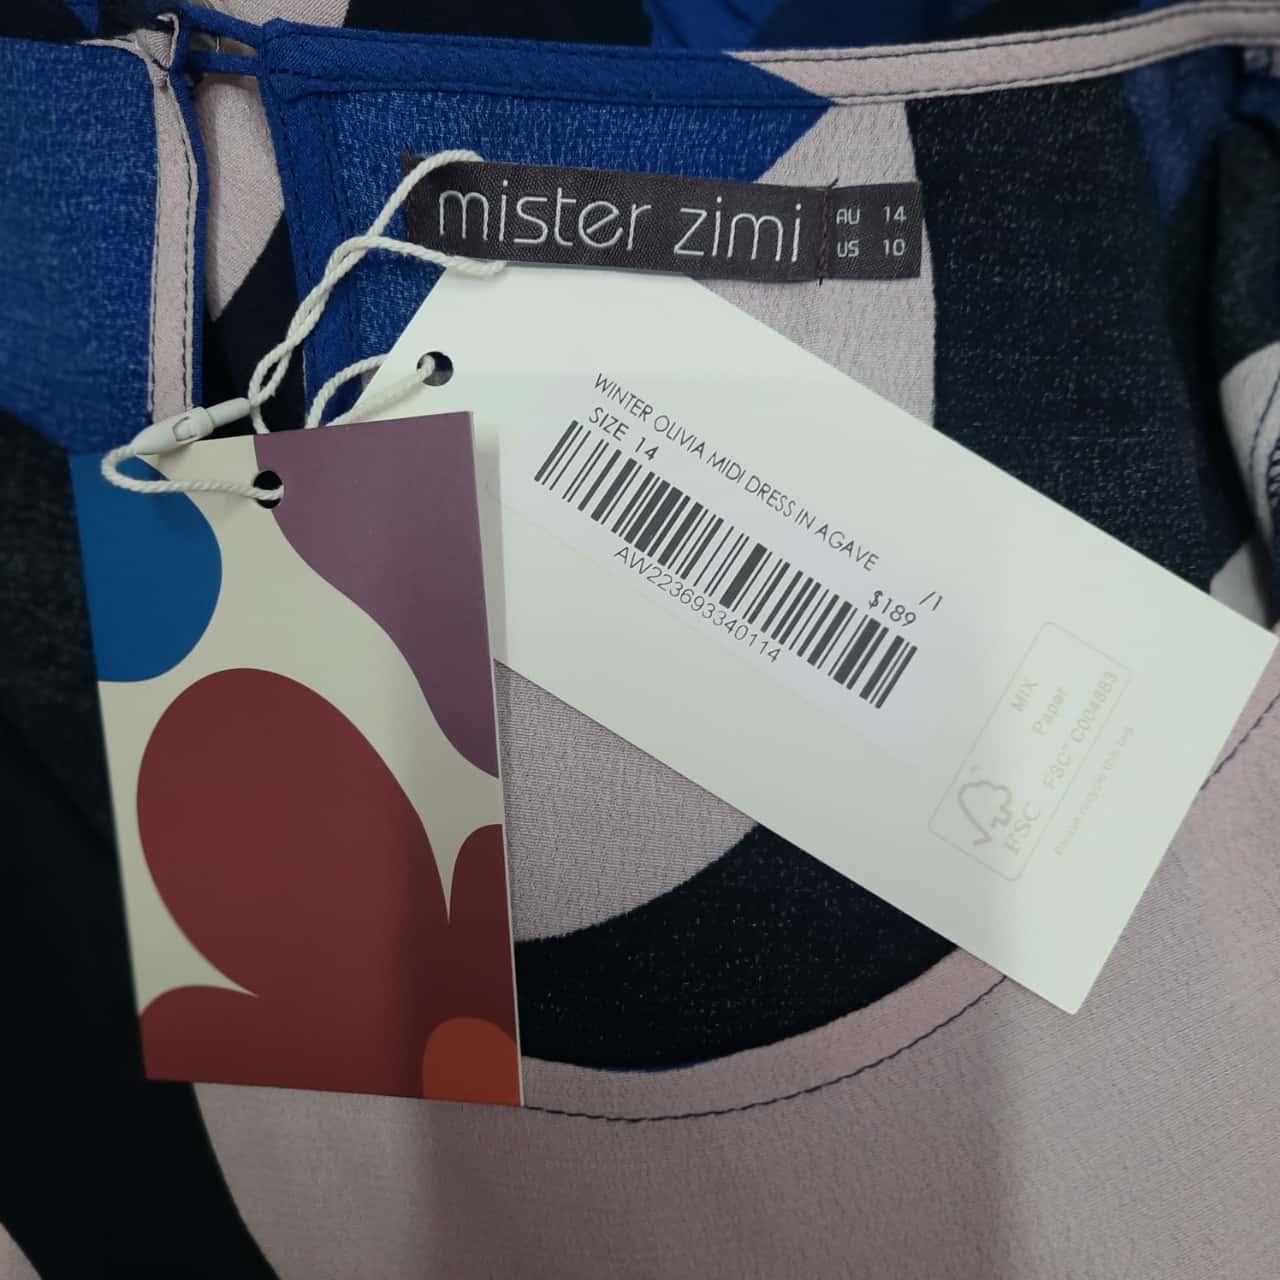 mister zimi
AU 14
US 10
WINTER OLIVIA MIDI DRESS IN AGAVE
SIZE 14
$189 /1
AW223693340114
MIX
Paper
FSC® C004883
FSC
Please recycle this tag